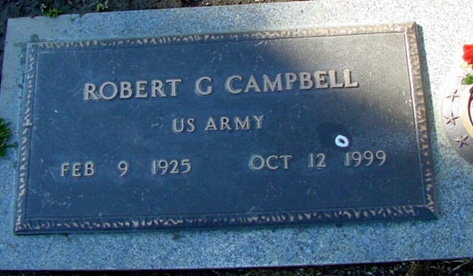 ROBERT G CAMPBELL
US ARMY
FEB 9 1925 OCT 12 1999